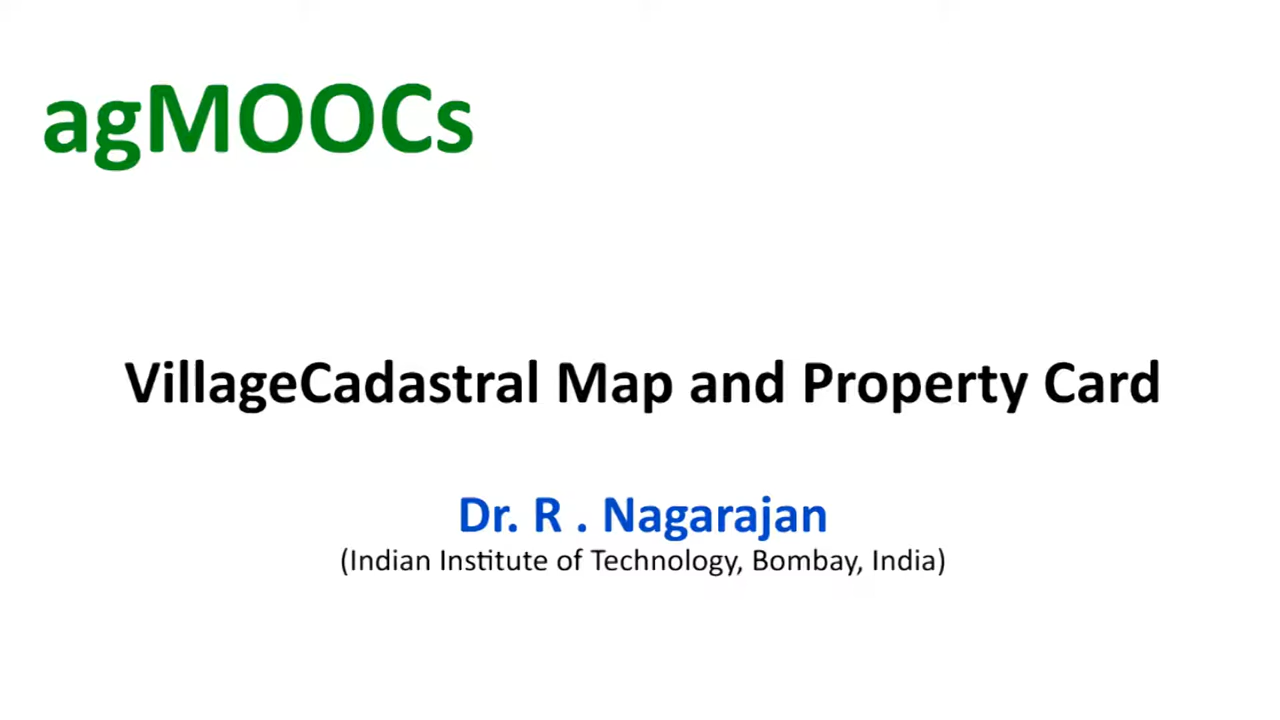 agMOOCs
VillageCadastral Map and Property Card
Dr. R . Nagarajan
(Indian Institute of Technology, Bombay, India)